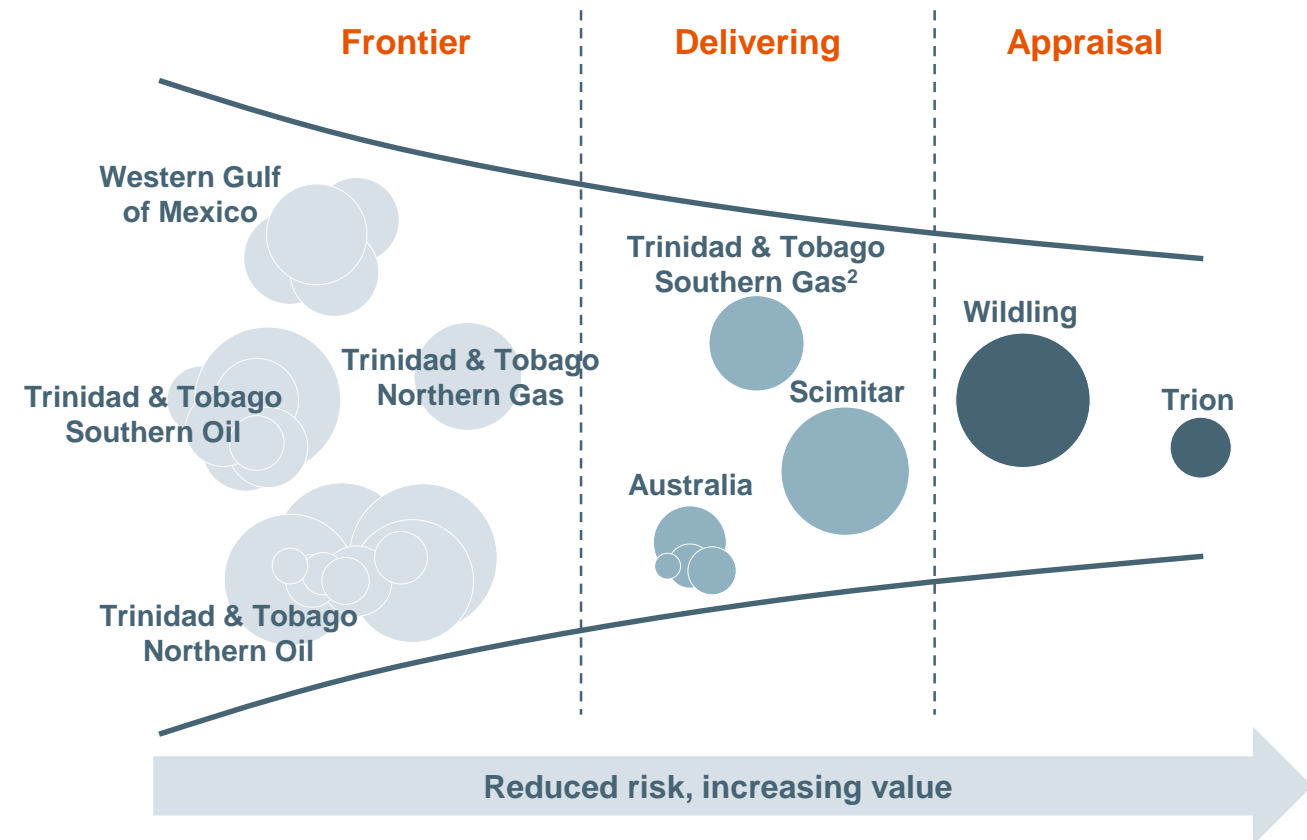 Frontier
Delivering
Appraisal
Western Gulf
of Mexico
Trinidad & Tobago
Southern Oil
Trinidad & Tobago
Northern Gas
Trinidad & Tobago
Northern Oil
Trinidad & Tobago
Southern Gas²
Scimitar
Australia
Wildling
Trion
Reduced risk, increasing value